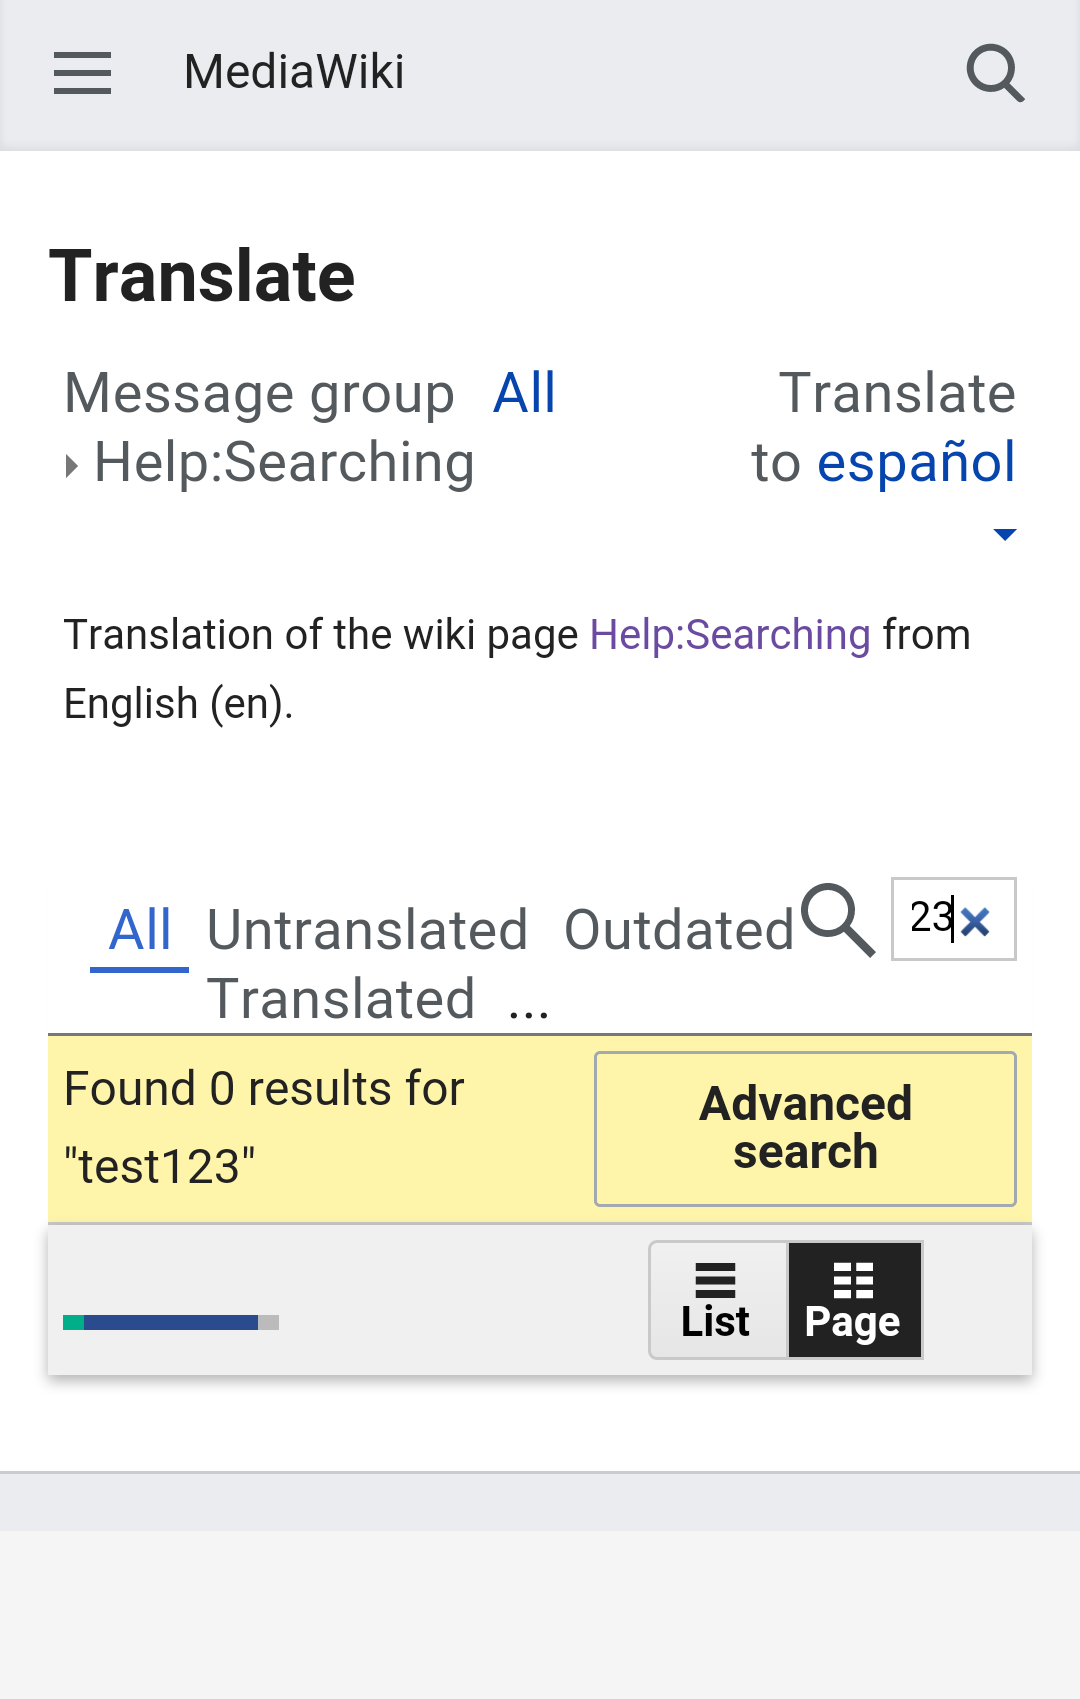 MediaWiki
Translate
Message group All
Help:Searching
Translate
to español
Translation of the wiki page Help:Searching from
English (en).
All Untranslated Outdated
Translated ...
23
Found 0 results for
"test123"
Advanced
search
List
Page